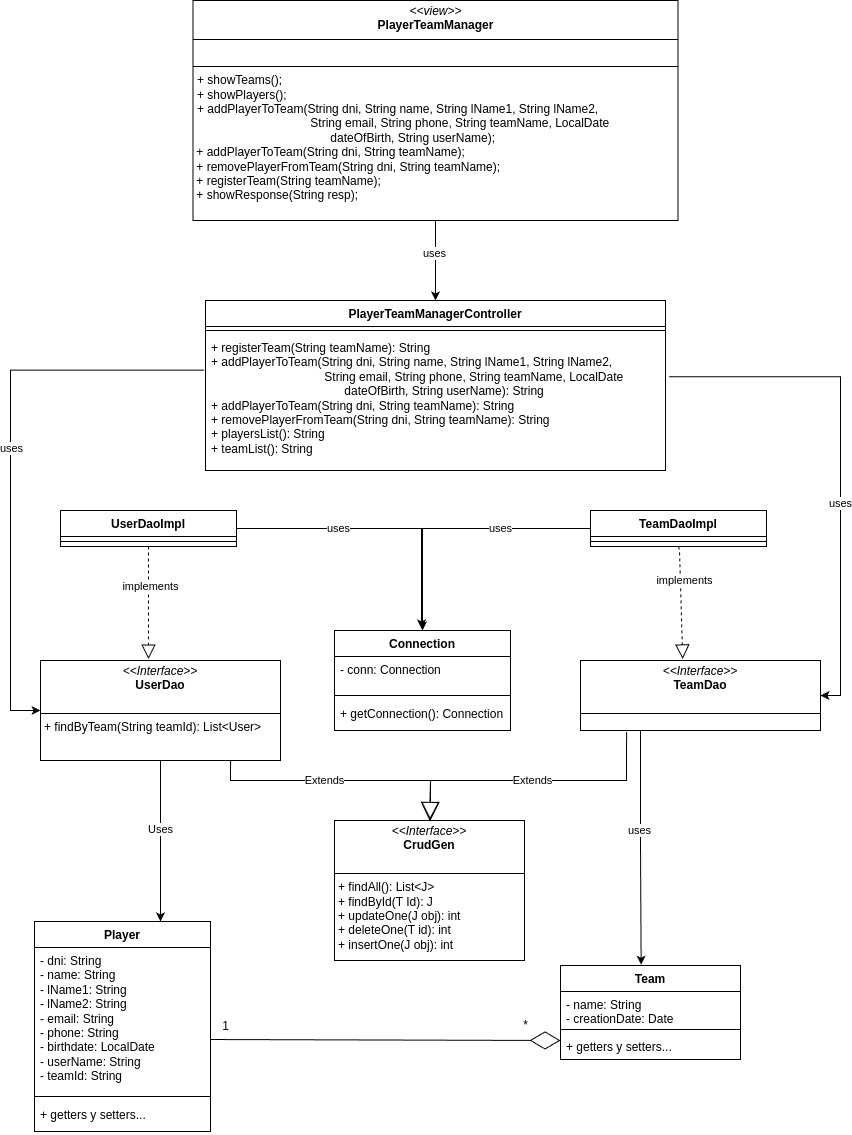 <<view>>
PlayerTeamManager
+ showTeams();
+ showPlayers();
+ addPlayerToTeam(String dni, String name, String lName1, String lName2,
String email, String phone, String teamName, LocalDate
dateOfBirth, String userName);
+ addPlayerToTeam(String dni, String teamName);
+ removePlayerFromTeam(String dni, String teamName);
+ registerTeam(String teamName);
+ showResponse(String resp);
uses
PlayerTeamManagerController
+ registerTeam(String teamName): String
+ addPlayerToTeam(String dni, String name, String lName1, String lName2,
String email, String phone, String teamName, LocalDate
dateOfBirth, String userName): String
+ addPlayerToTeam(String dni, String teamName): String
+ removePlayerFromTeam(String dni, String teamName): String
+ playersList(): String
+ teamList(): String
uses
uses
UserDaoImpl
uses
uses
TeamDaoImpl
implements
implements
Connection
- conn: Connection
+ getConnection(): Connection
<<Interface>>
UserDao
+ findByTeam(String teamId): List<User>
<<Interface>>
TeamDao
Extends
Extends
Uses
uses
<<Interface>>
CrudGen
+ findAll(): List<J>
+ findById(T Id): J
+ updateOne(J obj): int
+ deleteOne(T id): int
+ insertOne(J obj): int
Player
- dni: String
- name: String
- lName1: String
- lName2: String
- email: String
- phone: String
- birthdate: LocalDate
- userName: String
- teamId: String
+ getters y setters...
1
*
Team
- name: String
- creationDate: Date
+ getters y setters...